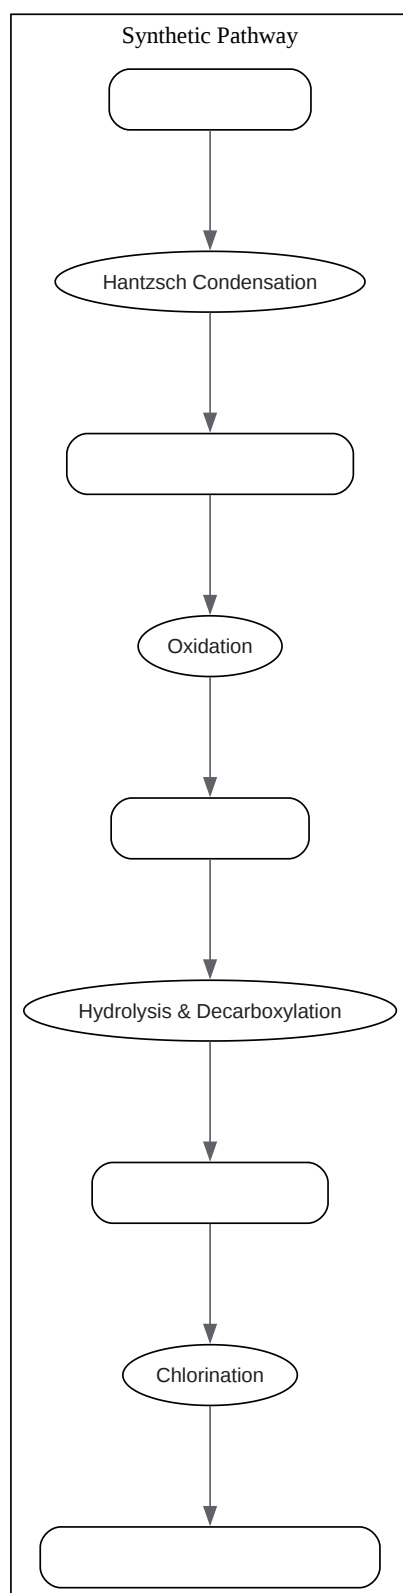 Synthetic Pathway
Hantzsch Condensation
Oxidation
Hydrolysis & Decarboxylation
Chlorination